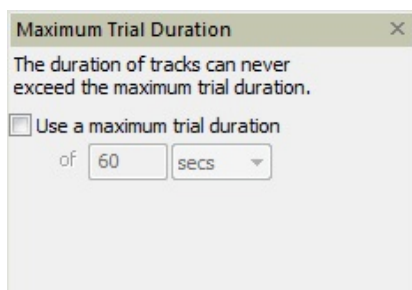 Maximum Trial Duration
The duration of tracks can never
exceed the maximum trial duration.
Use a maximum trial duration
of 60 secs